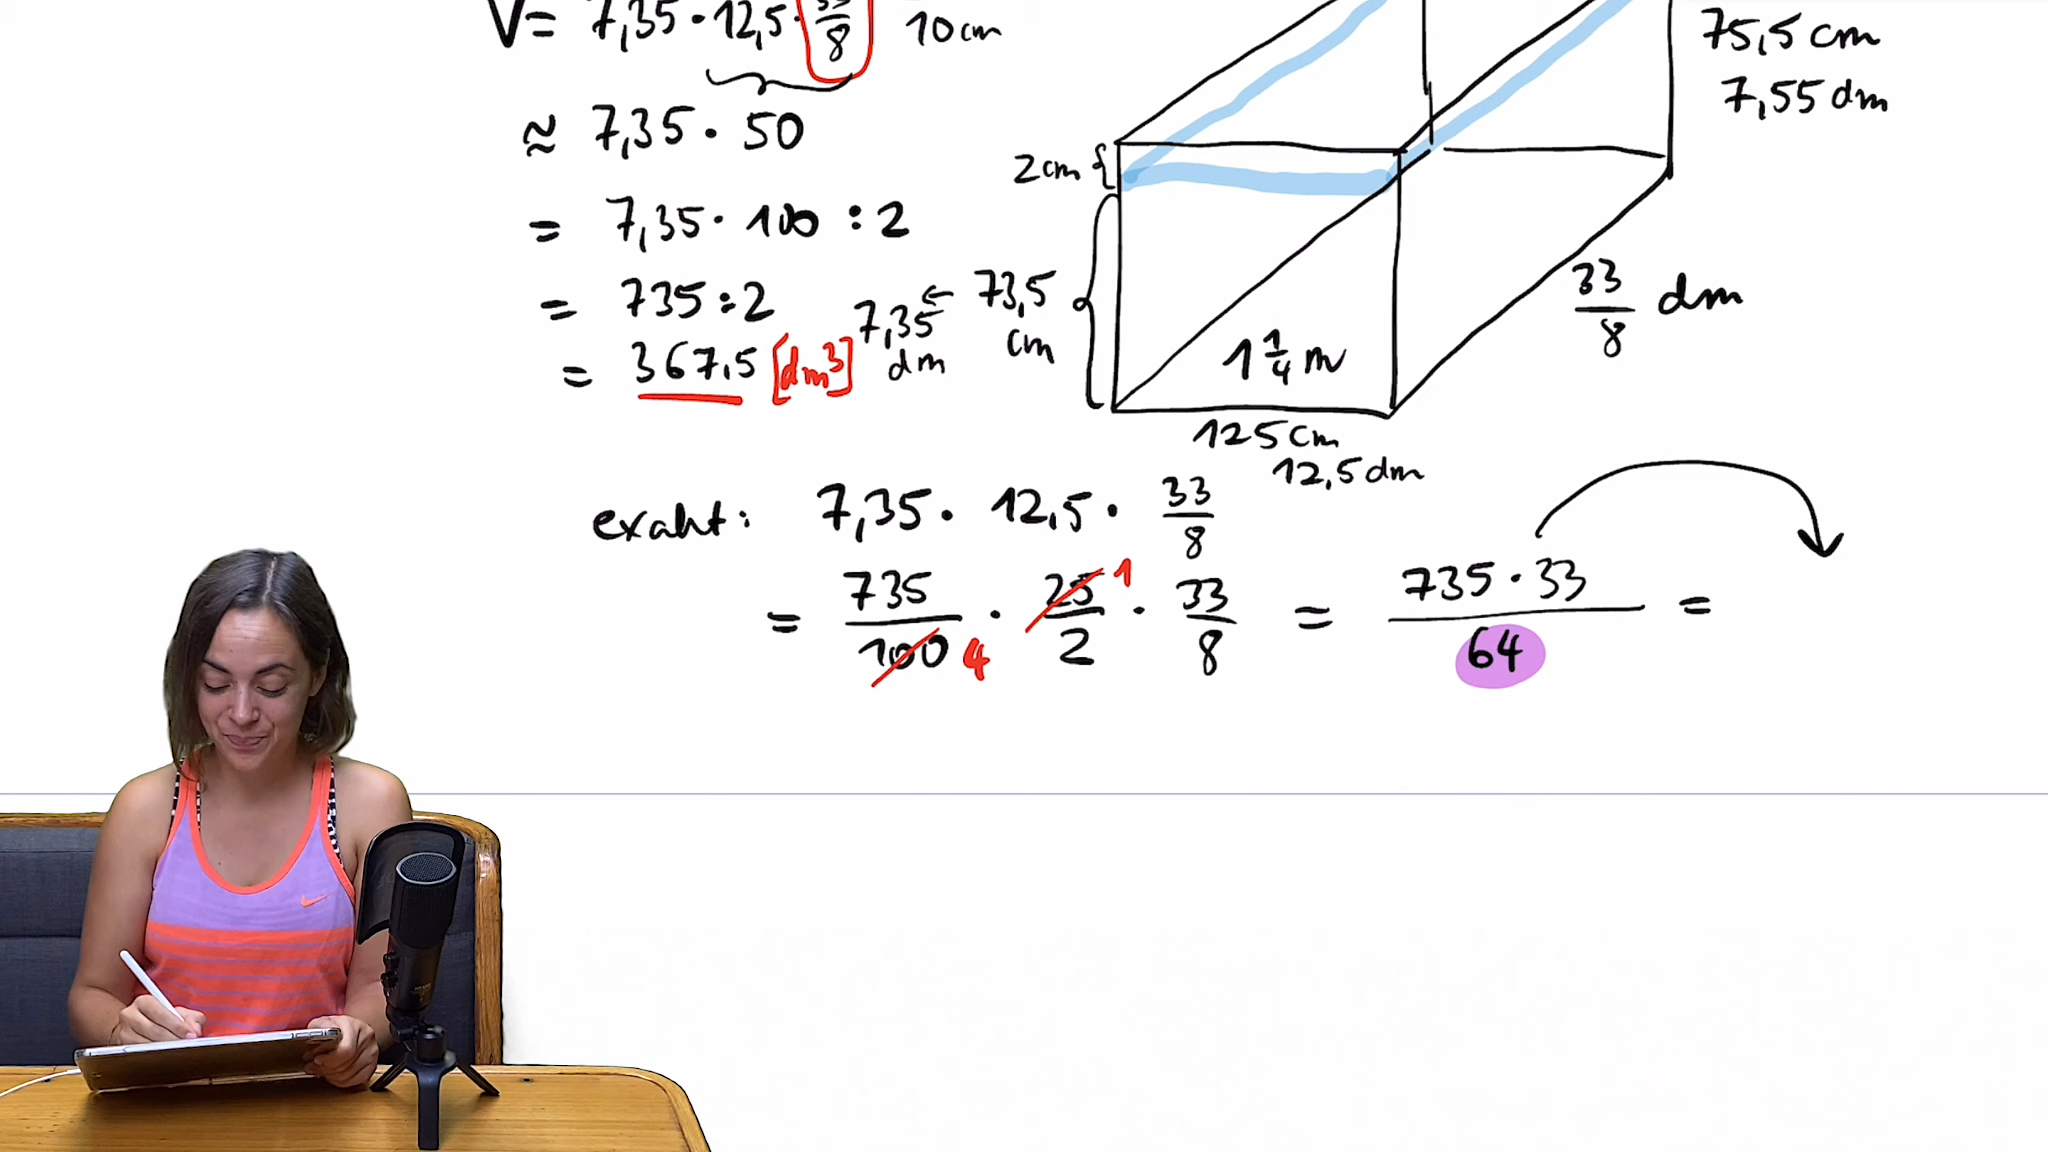 V = 7,35 · 12,5 · 33/8 10 cm
≈ 7,35 · 50
= 7,35 · 100 : 2
= 735 : 2
= 367,5 [dm³]
75,5 cm
7,55 dm
2 cm
73,5 cm
7,35 dm
33/8 dm
1 1/4 m
125 cm
12,5 dm
exakt: 7,35 · 12,5 · 33/8
= 735/100 4 · 25/2 1 · 33/8 = 735 · 33/64 =